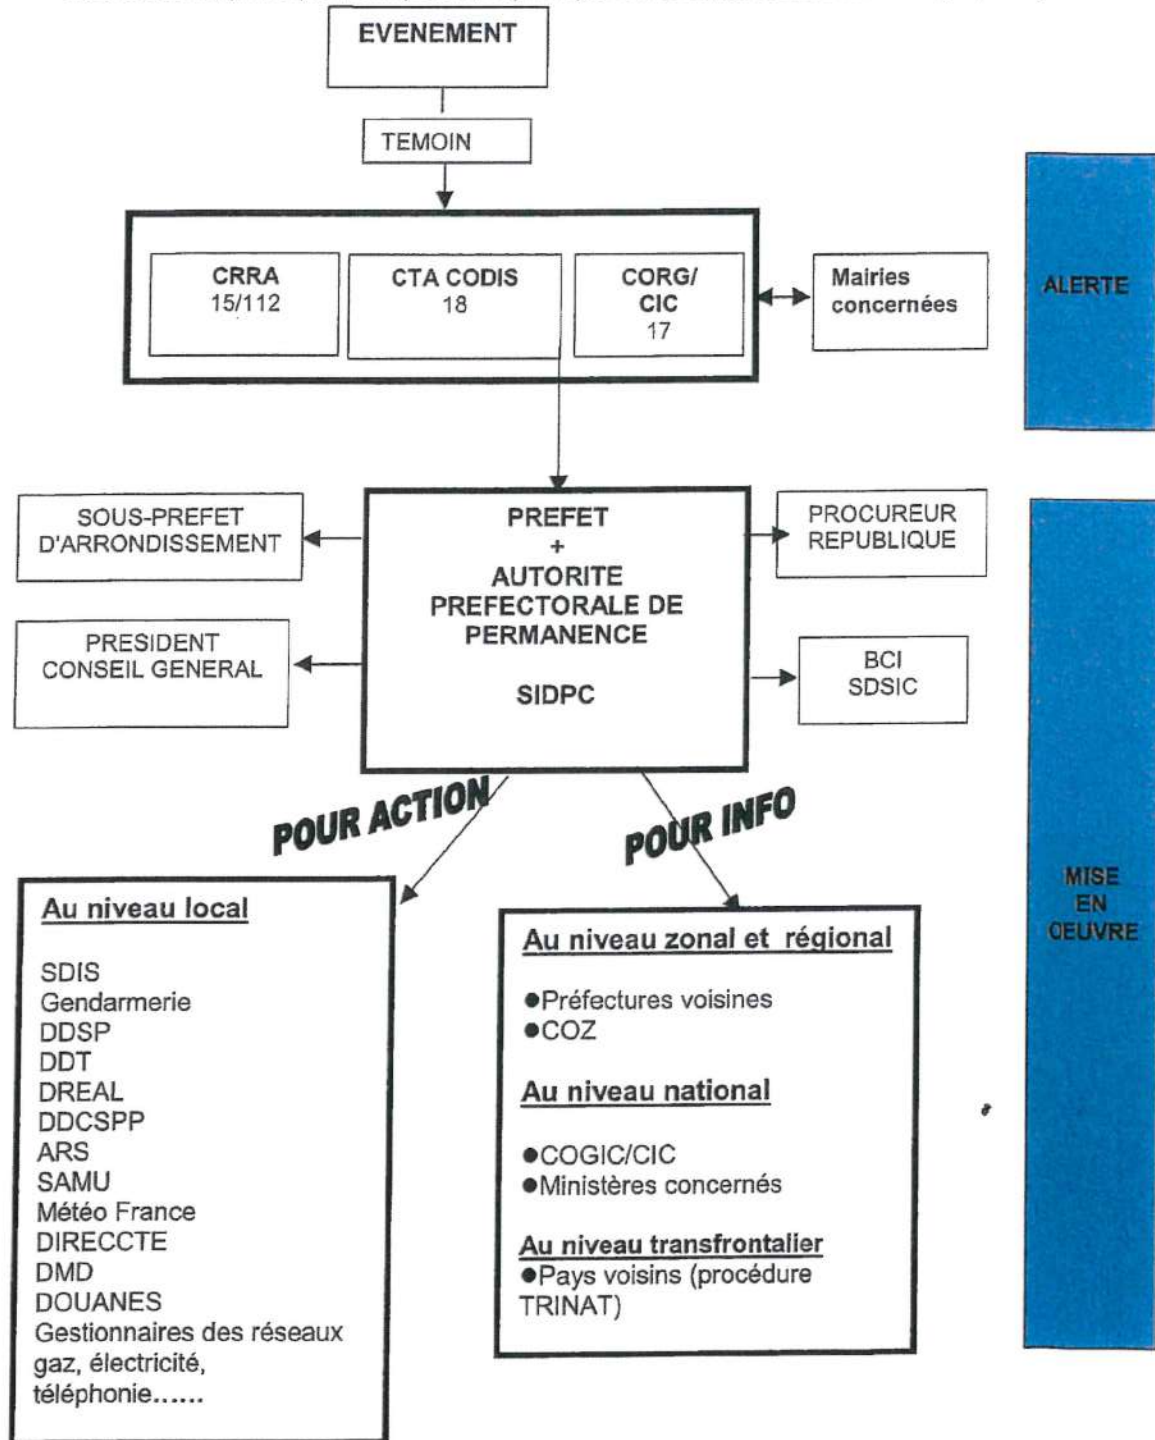 EVENEMENT
TEMOIN
CRRA
15/112
CTA CODIS
18
CORG/
CIC
17
Mairies
concernées
ALERTE
SOUS-PREFET
D'ARRONDISSEMENT
PRESIDENT
CONSEIL GENERAL
PREFET
+
AUTORITE
PREFECTORALE DE
PERMANENCE
SIDPC
PROCUREUR
REPUBLIQUE
BCI
SDSIC
POUR ACTION
POUR INFO
Au niveau local
SDIS
Gendarmerie
DDSP
DDT
DREAL
DDCSPP
ARS
SAMU
Météo France
DIRECCTE
DMD
DOUANES
Gestionnaires des réseaux
gaz, électricité,
téléphonie......
Au niveau zonal et régional
●Préfectures voisines
●COZ
Au niveau national
●COGIC/CIC
●Ministères concernés
Au niveau transfrontalier
●Pays voisins (procédure
TRINAT)
MISE
EN
OEUVRE